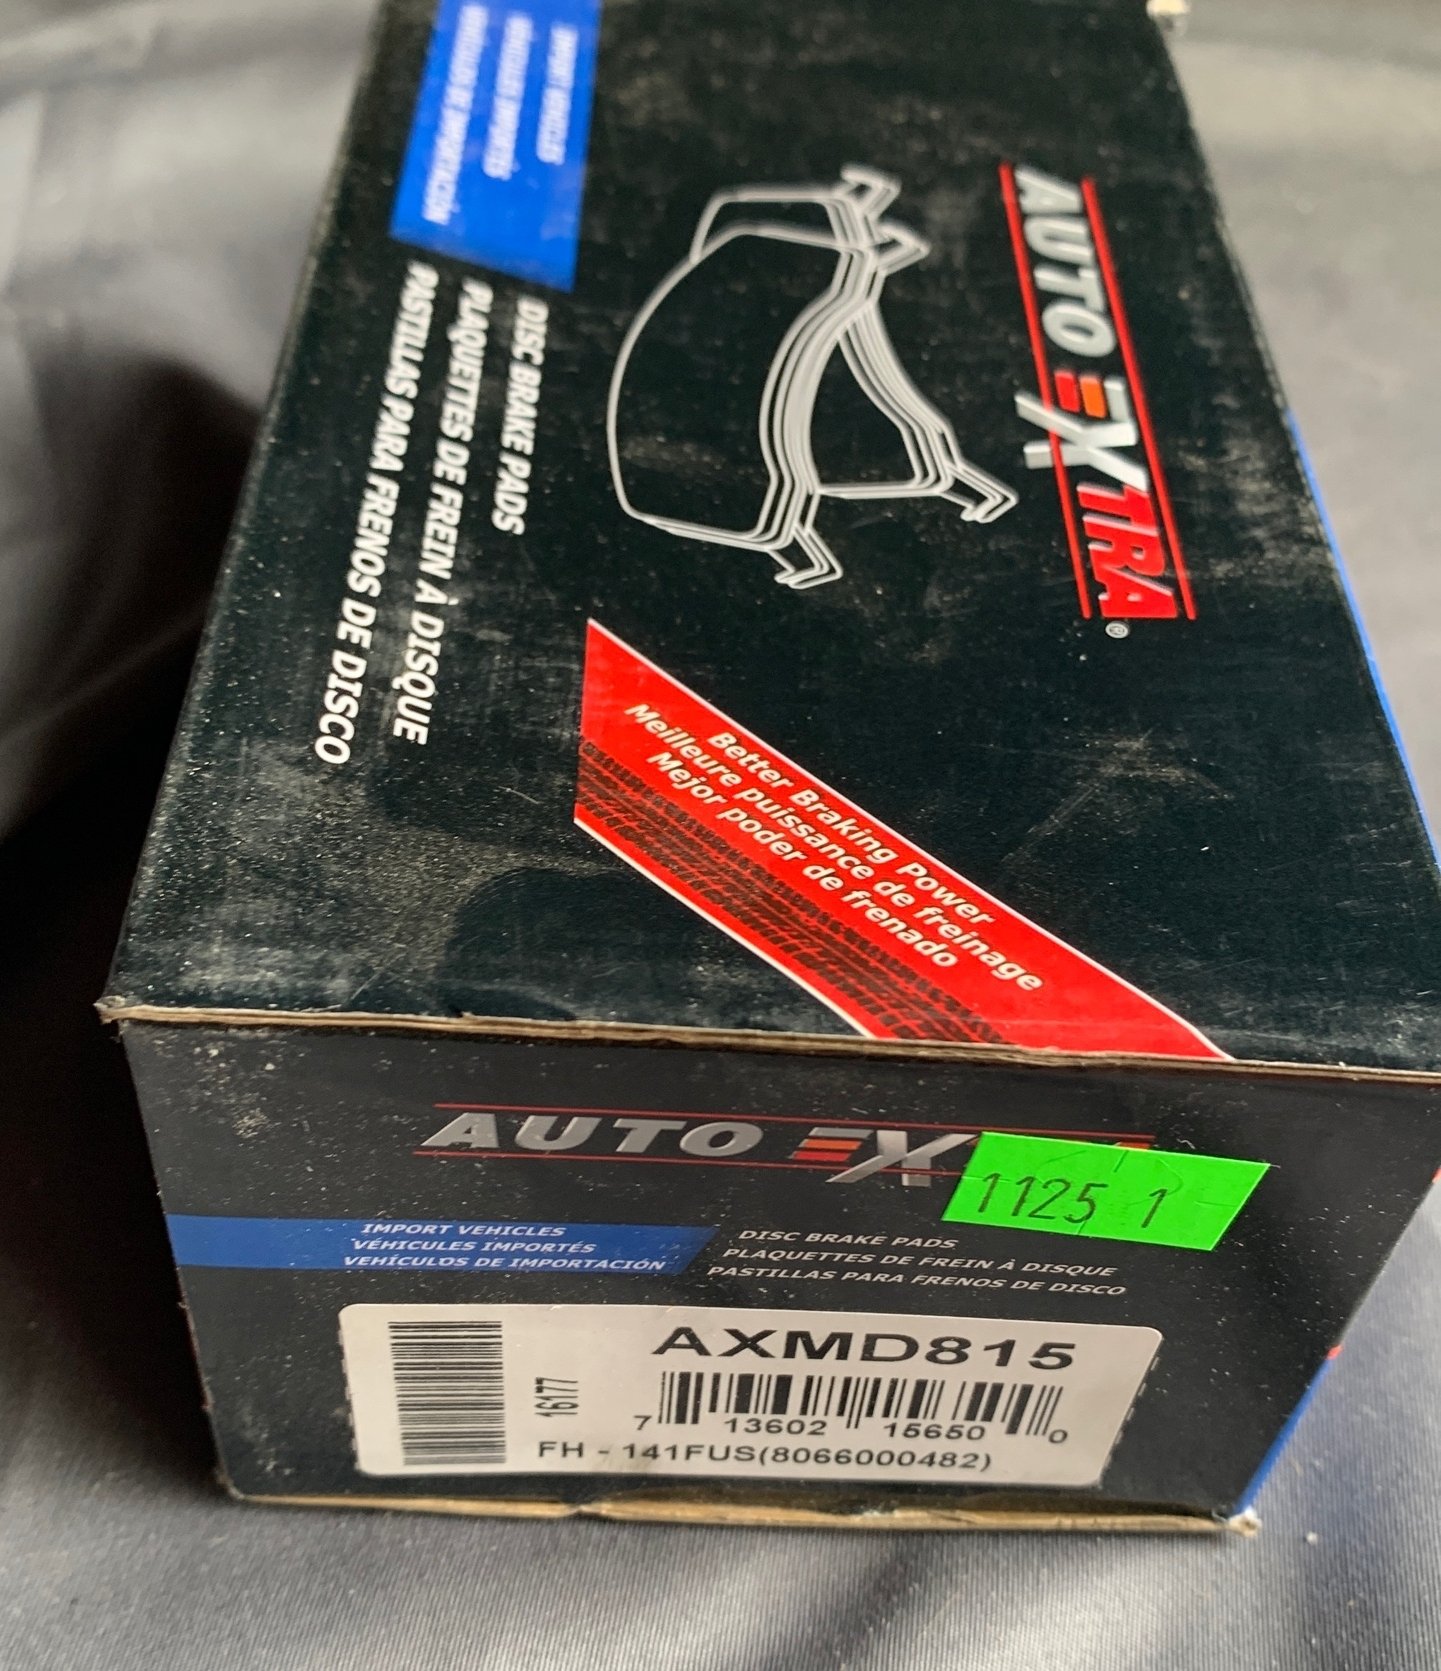 IMPORT VEHICLES
VÉHICULES IMPORTÉS
VEHÍCULOS DE IMPORTACIÓN
DISC BRAKE PADS
PLAQUETTES DE FREIN À DISQUE
PASTILLAS PARA FRENOS DE DISCO
AUTO EXTRA®
Better Braking Power
Meilleure puissance de freinage
Mejor poder de frenado
AUTO EX
1125 1
IMPORT VEHICLES
VÉHICULES IMPORTÉS
VEHÍCULOS DE IMPORTACIÓN
DISC BRAKE PADS
PLAQUETTES DE FREIN À DISQUE
PASTILLAS PARA FRENOS DE DISCO
AXMD815
16177
7 13602 15650 0
FH - 141FUS(8066000482)